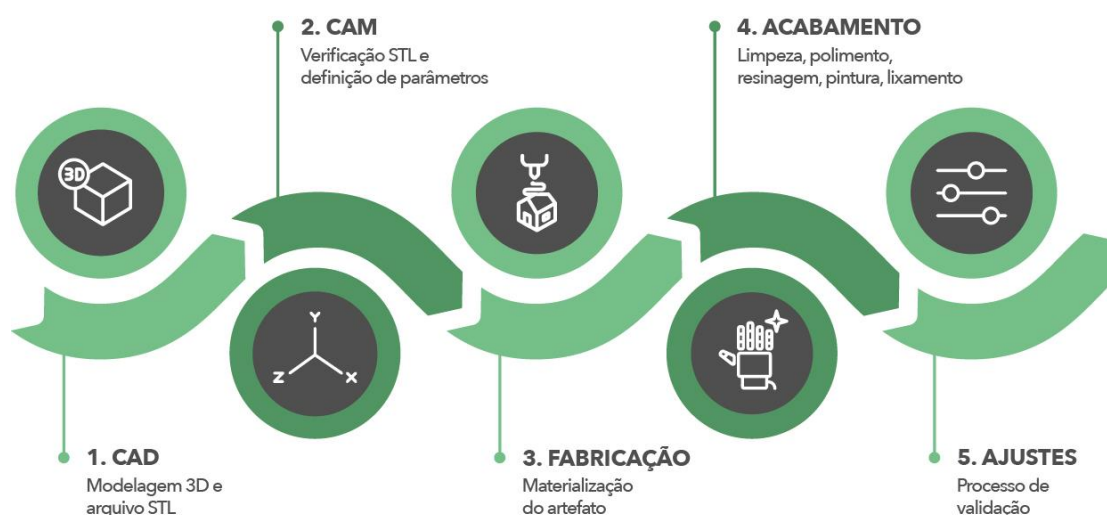 2. CAM
Verificação STL e
definição de parâmetros
4. ACABAMENTO
Limpeza, polimento,
resinagem, pintura, lixamento
3D
Y
Z
X
1. CAD
Modelagem 3D e
arquivo STL
3. FABRICAÇÃO
Materialização
do artefato
5. AJUSTES
Processo de
validação